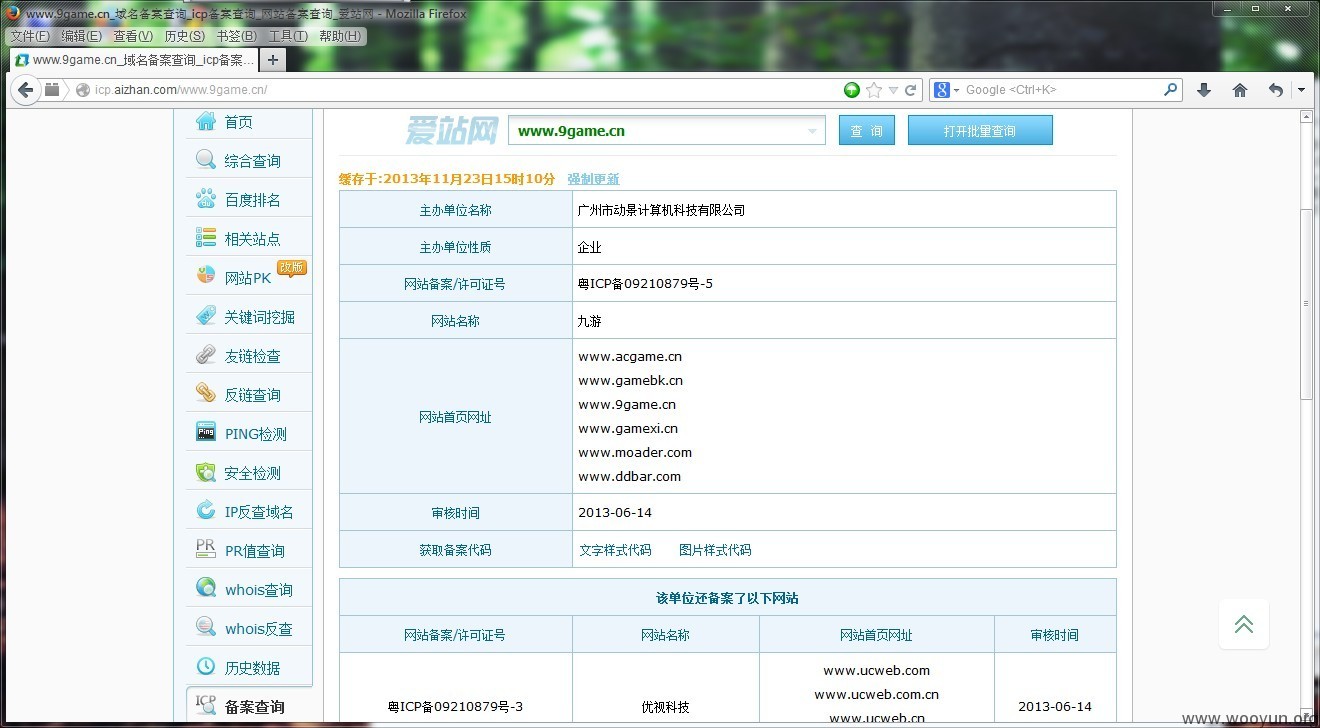 www.9game.cn_域名备案查询_icp备案查询_网站备案查询_爱站网 - Mozilla Firefox
文件(F) 编辑(E) 查看(V) 历史(S) 书签(B) 工具(T) 帮助(H)
www.9game.cn_域名备案查询_icp备案... +
icp.aizhan.com/www.9game.cn/
Google <Ctrl+K>
首页
综合查询
百度排名
相关站点
网站PK 改版
关键词挖掘
友链检查
反链查询
PING检测
安全检测
IP反查域名
PR值查询
whois查询
whois反查
历史数据
备案查询
爱站网 www.9game.cn 查 询 打开批量查询
缓存于:2013年11月23日15时10分 强制更新
主办单位名称 广州市动景计算机科技有限公司
主办单位性质 企业
网站备案/许可证号 粤ICP备09210879号-5
网站名称 九游
网站首页网址
www.acgame.cn
www.gamebk.cn
www.9game.cn
www.gamexi.cn
www.moader.com
www.ddbar.com
审核时间 2013-06-14
获取备案代码 文字样式代码 图片样式代码
该单位还备案了以下网站
网站备案/许可证号 网站名称 网站首页网址 审核时间
粤ICP备09210879号-3 优视科技
www.ucweb.com
www.ucweb.com.cn
www.ucweb.cn
2013-06-14
www.wooyun.org